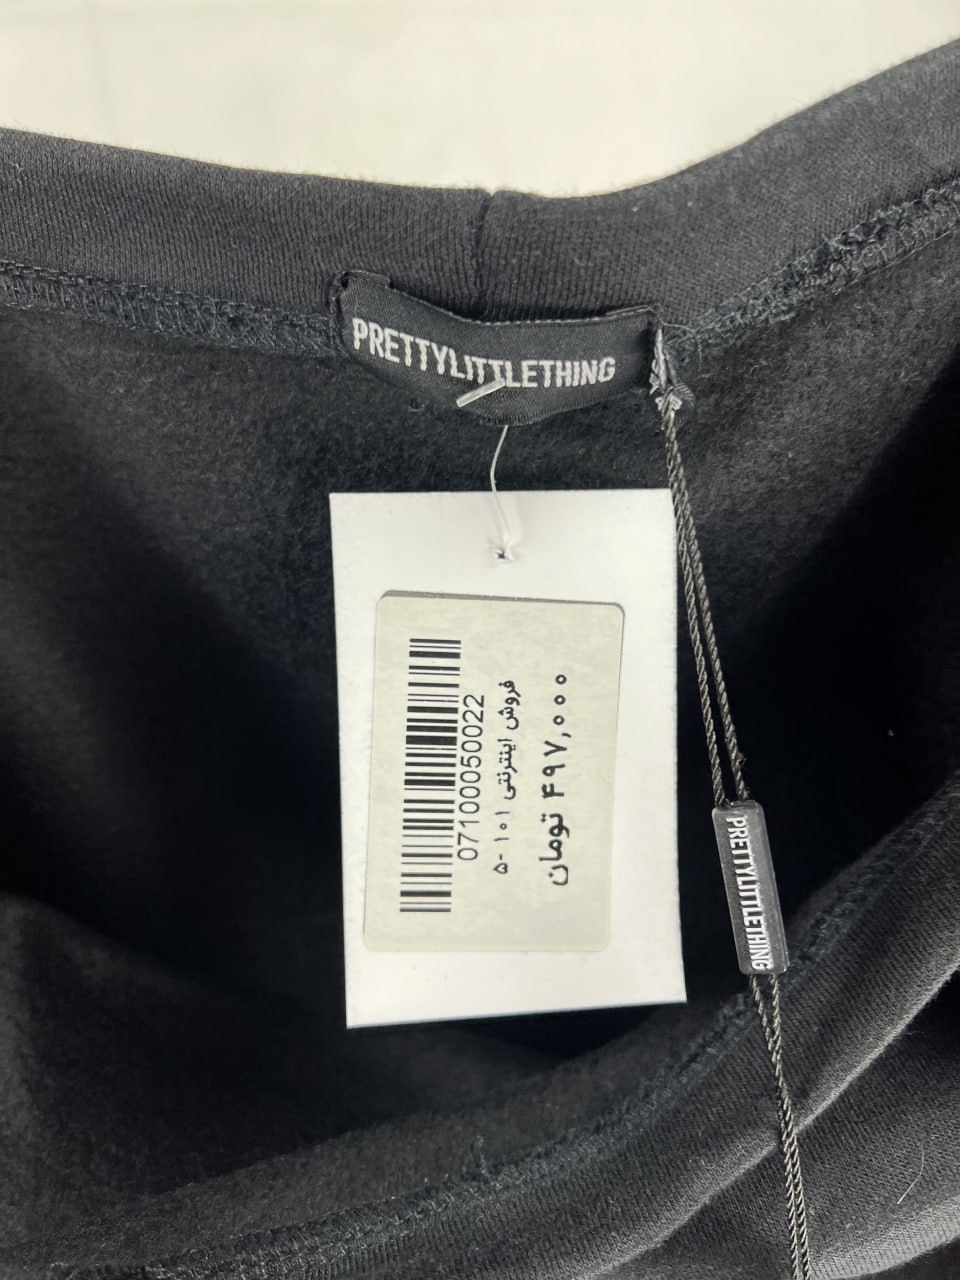 PRETTYLITTLETHING
07100050022
فروش اینترنتی ۱۰۱-۵
۴۹۷,۰۰۰ تومان
PRETTYLITTLETHING